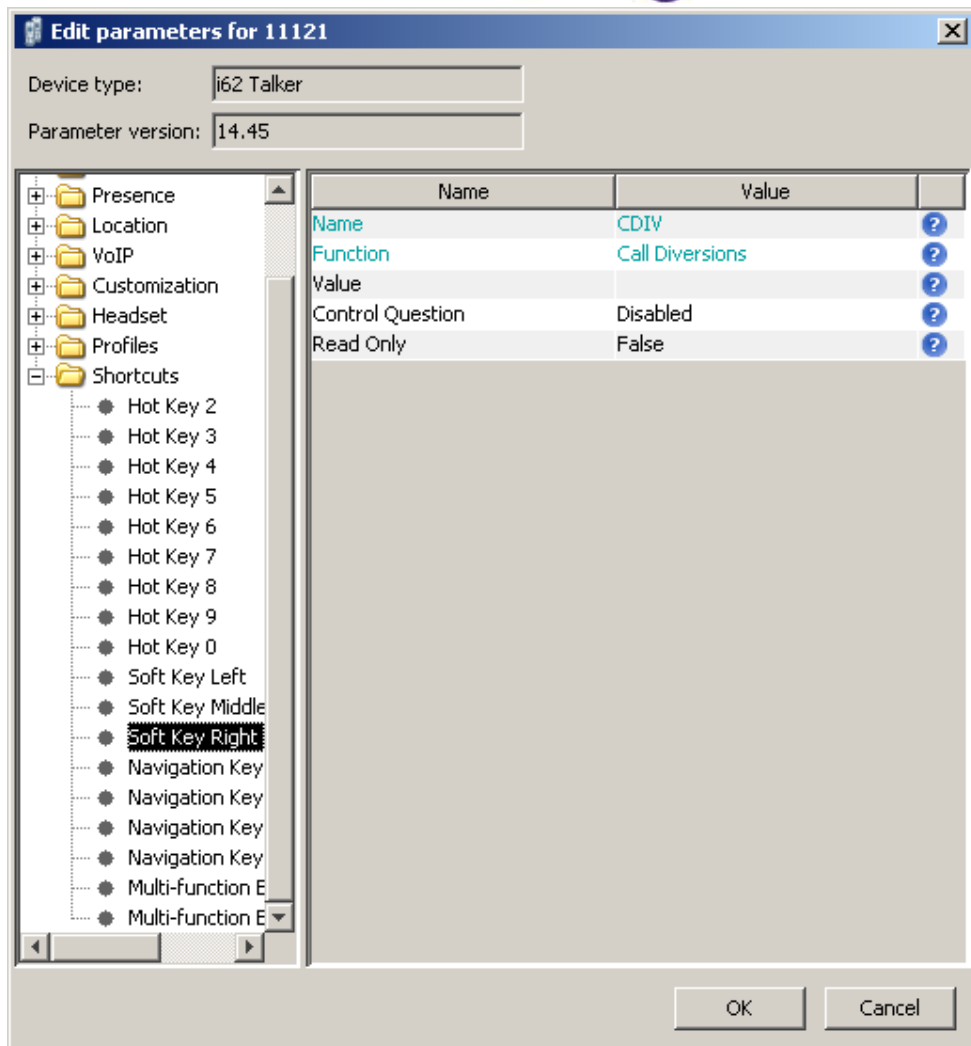 Edit parameters for 11121
Device type: i62 Talker
Parameter version: 14.45
Name Value
Presence
Location
VoIP
Customization
Headset
Profiles
Shortcuts
Hot Key 2
Hot Key 3
Hot Key 4
Hot Key 5
Hot Key 6
Hot Key 7
Hot Key 8
Hot Key 9
Hot Key 0
Soft Key Left
Soft Key Middle
Soft Key Right
Navigation Key
Navigation Key
Navigation Key
Navigation Key
Multi-function B
Multi-function B
Name CDIV
Function Call Diversions
Value
Control Question Disabled
Read Only False
OK Cancel